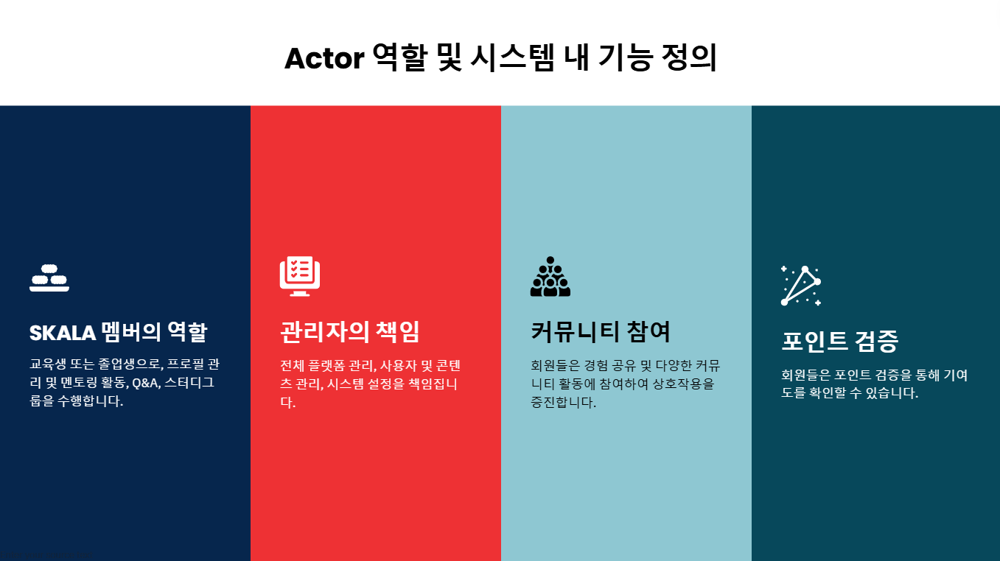 Actor 역할 및 시스템 내 기능 정의
SKALA 멤버의 역할
교육생 또는 졸업생으로, 프로필 관
리 및 멘토링 활동, Q&A, 스터디그
룹을 수행합니다.
관리자의 책임
전체 플랫폼 관리, 사용자 및 콘텐
츠 관리, 시스템 설정을 책임집니
다.
커뮤니티 참여
회원들은 경험 공유 및 다양한 커뮤
니티 활동에 참여하여 상호작용을
증진합니다.
포인트 검증
회원들은 포인트 검증을 통해 기여
도를 확인할 수 있습니다.